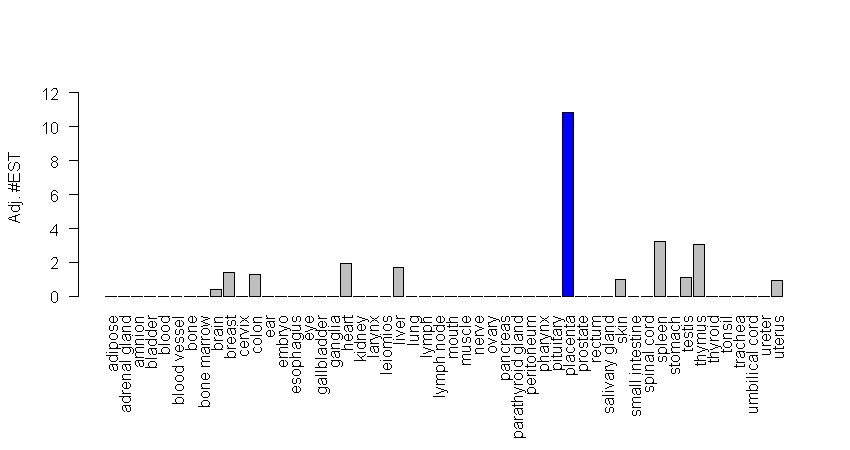 Adj. #EST
12
10
8
6
4
2
0
adipose
adrenal gland
amnion
bladder
blood
blood vessel
bone
bone marrow
brain
breast
cervix
colon
ear
embryo
esophagus
eye
gallbladder
ganglia
heart
kidney
larynx
leiomios
liver
lung
lymph
lymph node
mouth
muscle
nerve
ovary
pancreas
parathyroid gland
peritoneum
pharynx
pituitary
placenta
prostate
rectum
salivary gland
skin
small intestine
spinal cord
spleen
stomach
testis
thymus
thyroid
tonsil
trachea
umbilical cord
ureter
uterus